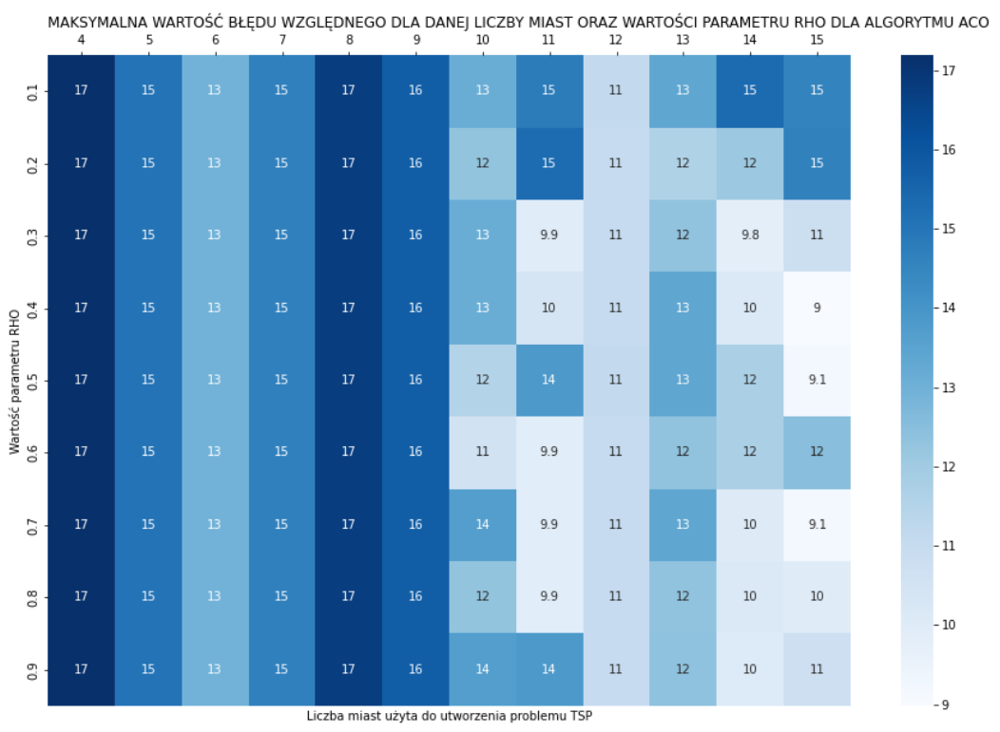 MAKSYMALNA WARTOŚĆ BŁĘDU WZGLĘDNEGO DLA DANEJ LICZBY MIAST ORAZ WARTOŚCI PARAMETRU RHO DLA ALGORYTMU ACO
4 5 6 7 8 9 10 11 12 13 14 15
0.1 17 15 13 15 17 16 13 15 11 13 15 15
0.2 17 15 13 15 17 16 12 15 11 12 12 15
0.3 17 15 13 15 17 16 13 9.9 11 12 9.8 11
0.4 17 15 13 15 17 16 13 10 11 13 10 9
0.5 17 15 13 15 17 16 12 14 11 13 12 9.1
0.6 17 15 13 15 17 16 11 9.9 11 12 12 12
0.7 17 15 13 15 17 16 14 9.9 11 13 10 9.1
0.8 17 15 13 15 17 16 12 9.9 11 12 10 10
0.9 17 15 13 15 17 16 14 14 11 12 10 11
Wartość parametru RHO
Liczba miast użyta do utworzenia problemu TSP
17
16
15
14
13
12
11
10
9